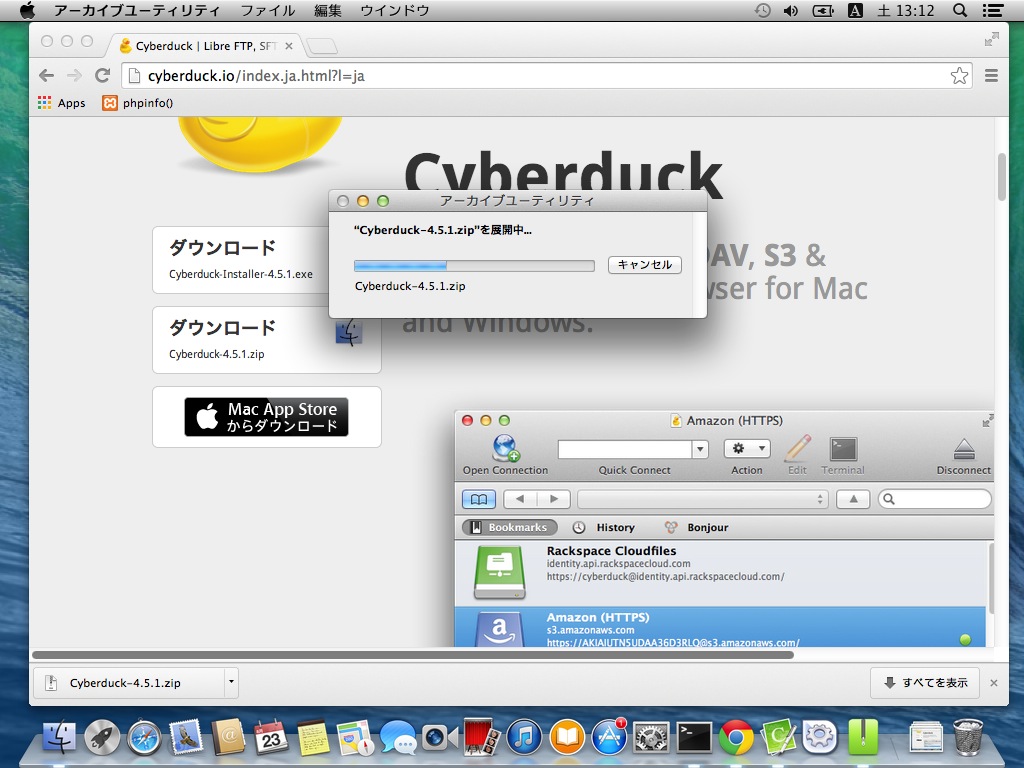 アーカイブユーティリティ ファイル 編集 ウインドウ
A 土 13:12
Cyberduck | Libre FTP, SFT
cyberduck.io/index.ja.html?l=ja
Apps phpinfo()
Cyberduck
アーカイブユーティリティ
“Cyberduck-4.5.1.zip”を展開中...
キャンセル
Cyberduck-4.5.1.zip
DAV, S3 &
wser for Mac
and Windows.
ダウンロード
Cyberduck-Installer-4.5.1.exe
ダウンロード
Cyberduck-4.5.1.zip
Mac App Store
からダウンロード
Amazon (HTTPS)
Open Connection Quick Connect Action Edit Terminal Disconnect
Bookmarks History Bonjour
Rackspace Cloudfiles
identity.api.rackspacecloud.com
https://cyberduck@identity.api.rackspacecloud.com/
Amazon (HTTPS)
s3.amazonaws.com
https://AKIAIUTN5UDAA36D3RLQ@s3.amazonaws.com/
Cyberduck-4.5.1.zip
すべてを表示
23
1